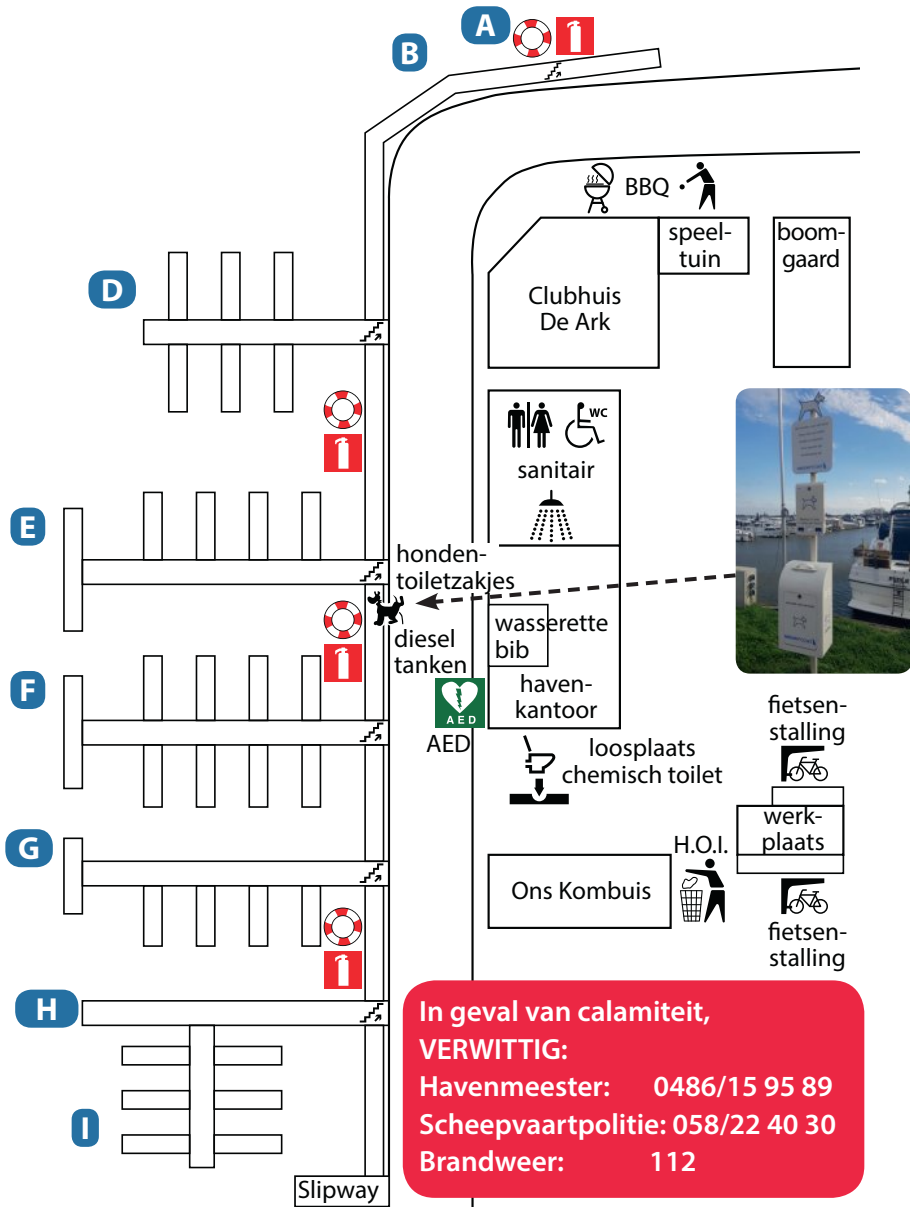 A
B
BBQ
speel-
tuin
boom-
gaard
D
Clubhuis
De Ark
WC
sanitair
E
honden-
toiletzakjes
diesel
tanken
wasserette
bib
haven-
kantoor
F
AED
AED
fietsen-
stalling
loosplaats
chemisch toilet
werk-
plaats
G
H.O.I.
Ons Kombuis
fietsen-
stalling
H
In geval van calamiteit,
VERWITTIG:
Havenmeester: 0486/15 95 89
Scheepvaartpolitie: 058/22 40 30
Brandweer: 112
I
Slipway